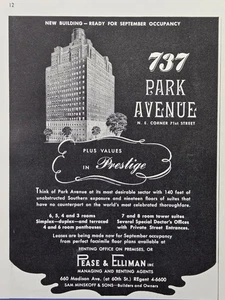 12
NEW BUILDING — READY FOR SEPTEMBER OCCUPANCY
737
PARK
AVENUE
N. E. CORNER 71st STREET
PLUS VALUES
IN Prestige
Think of Park Avenue at its most desirable sector with 140 feet of
unobstructed Southern exposure and nineteen floors of suites that
have no counterpart on the world's most celebrated thoroughfare.
6, 5, 4 and 3 rooms
Simplex—duplex—and terraced
4 and 6 room penthouses
7 and 8 room tower suites
Several Special Doctor's Offices
with Private Street Entrances.
Leases are being made now for September occupancy
from perfect facsimile floor plans available at
RENTING OFFICE ON PREMISES, OR
PEASE & ELLIMAN INC
MANAGING AND RENTING AGENTS
660 Madison Ave. (at 60th St.) REgent 4-6600
SAM MINSKOFF & SONS—Builders and Owners